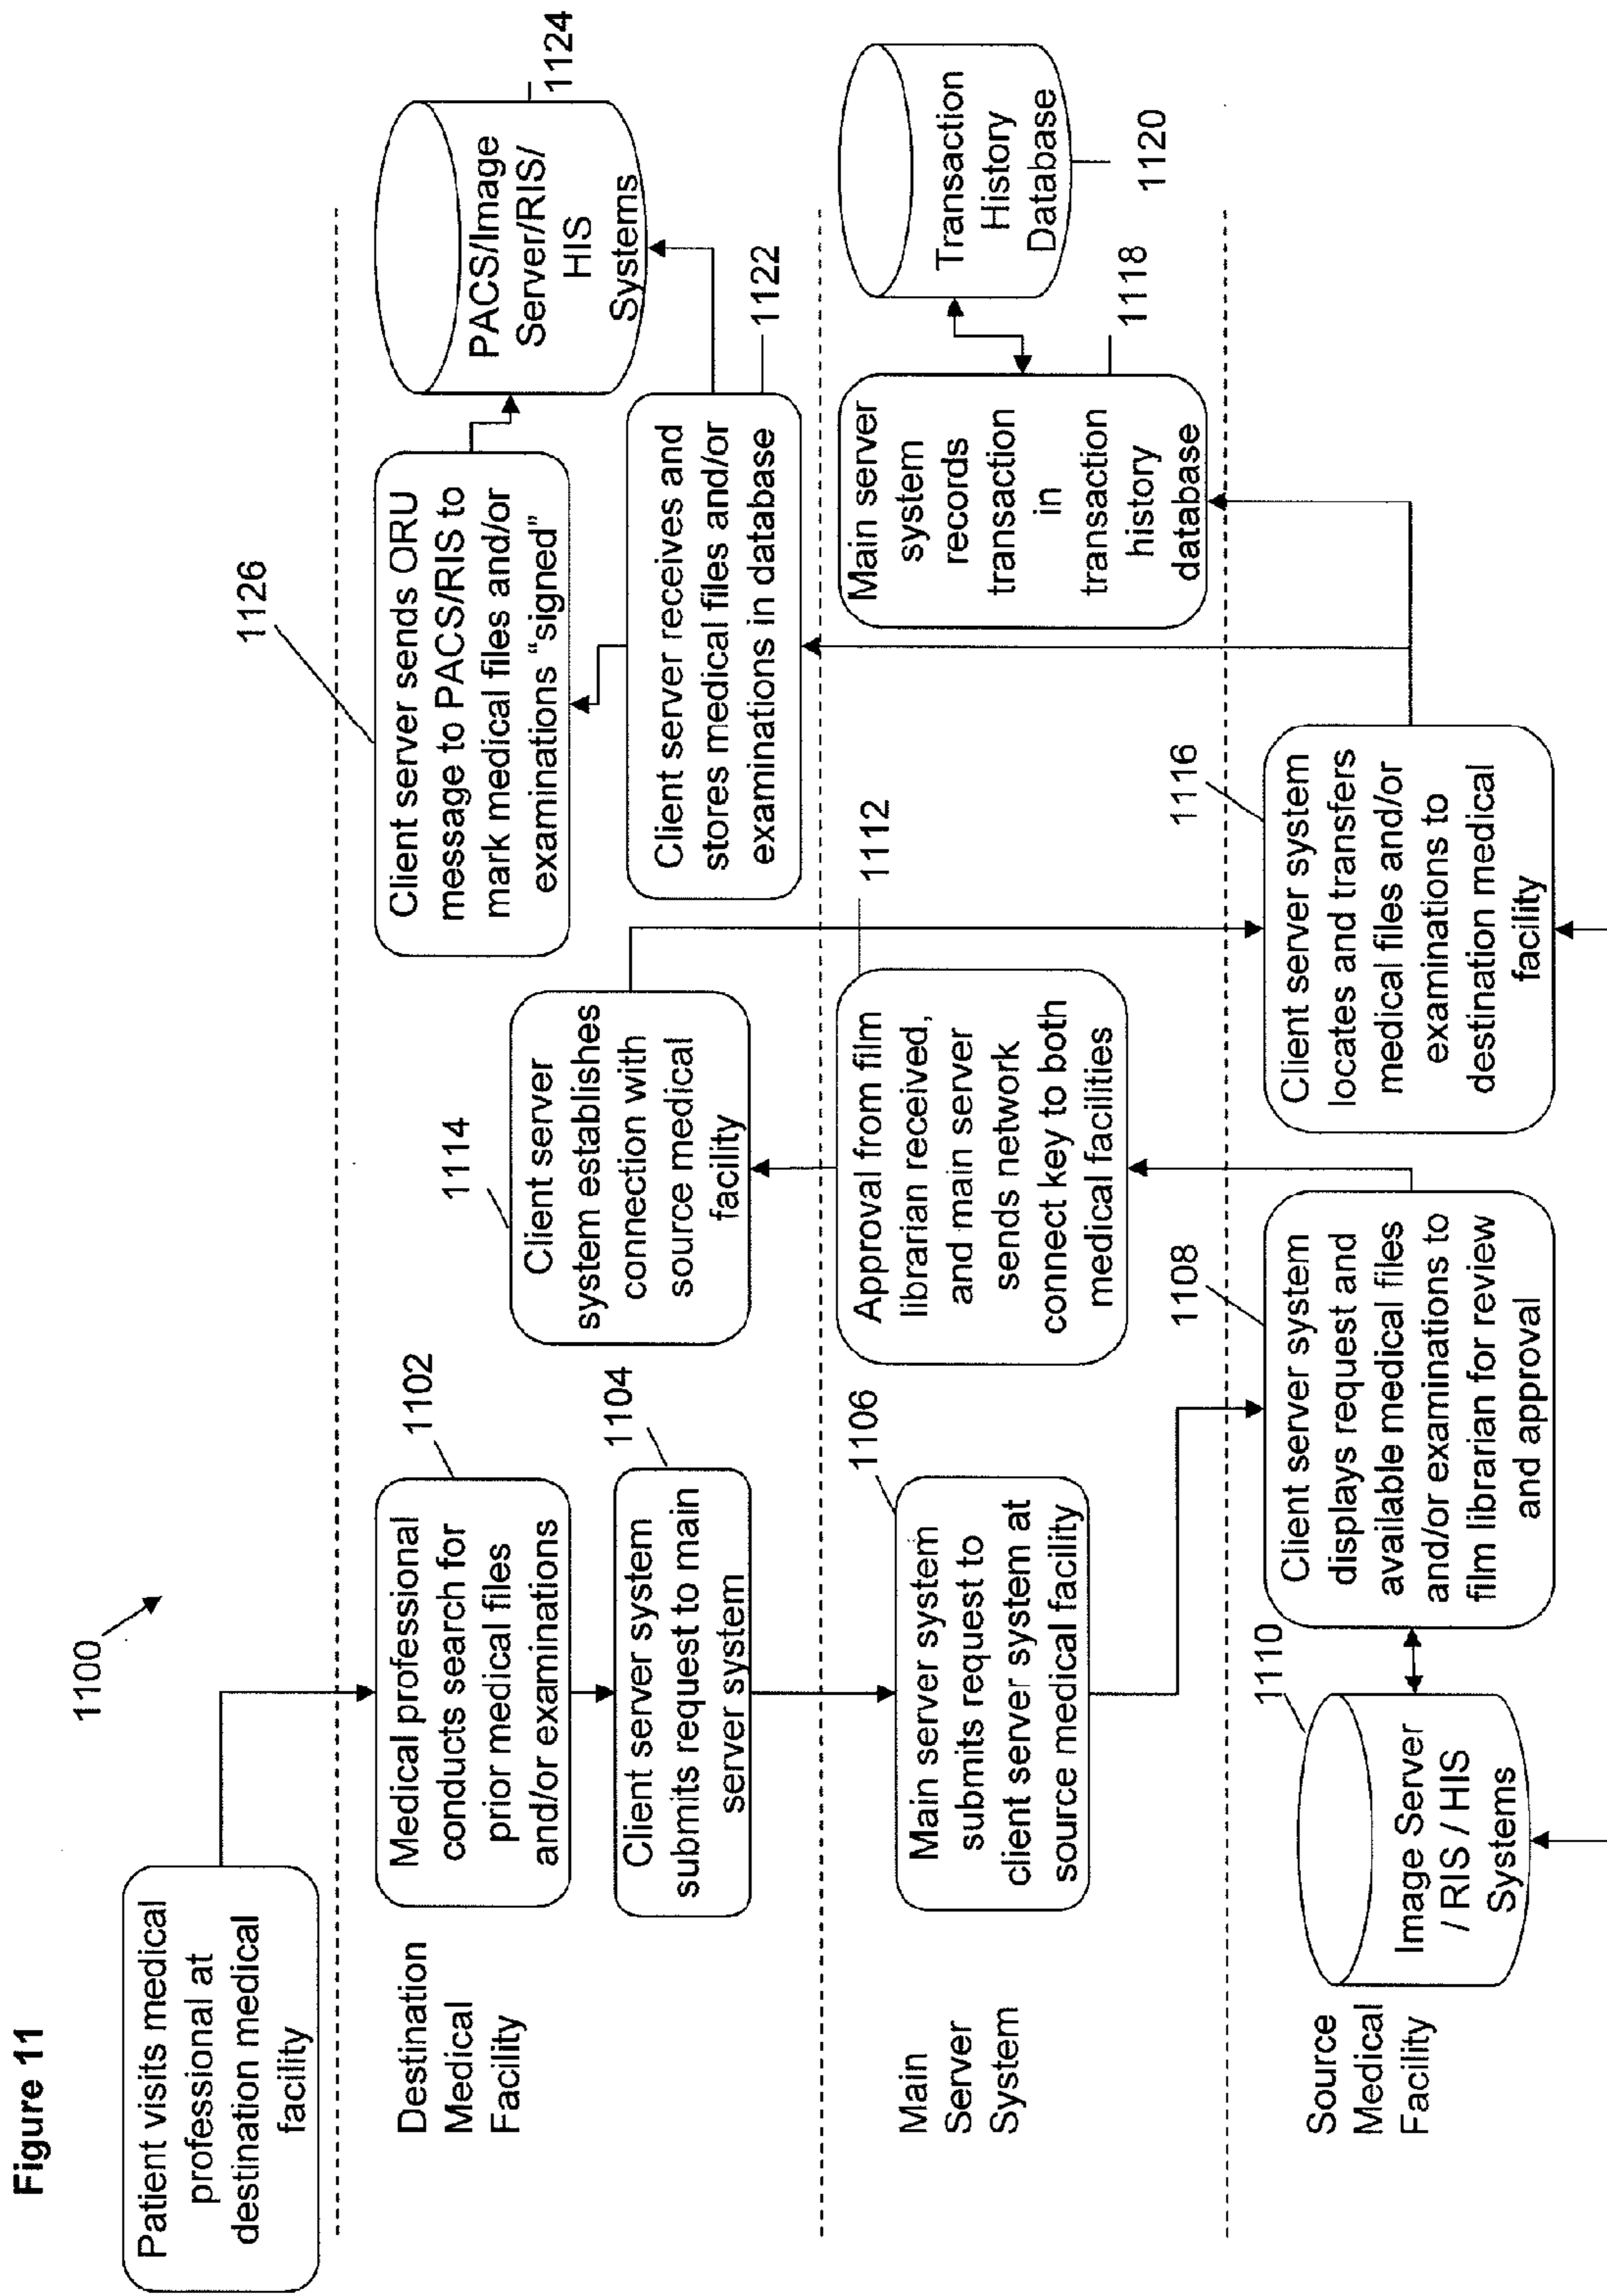 Figure 11
1100
Patient visits medical
professional at
destination medical
facility
Destination
Medical
Facility
1102
Medical professional
conducts search for
prior medical files
and/or examinations
1104
Client server system
submits request to main
server system
1114
Client server
system establishes
connection with
source medical
facility
1126
Client server sends ORU
message to PACS/RIS to
mark medical files and/or
examinations “signed”
1122
Client server receives and
stores medical files and/or
examinations in database
1124
PACS/Image
Server/RIS/
HIS
Systems
Main
Server
System
1106
Main server system
submits request to
client server system at
source medical facility
1112
Approval from film
librarian received,
and main server
sends network
connect key to both
medical facilities
1118
Main server
system
records
transaction
in
transaction
history
database
1120
Transaction
History
Database
Source
Medical
Facility
1110
Image Server
/ RIS / HIS
Systems
1108
Client server system
displays request and
available medical files
and/or examinations to
film librarian for review
and approval
1116
Client server system
locates and transfers
medical files and/or
examinations to
destination medical
facility